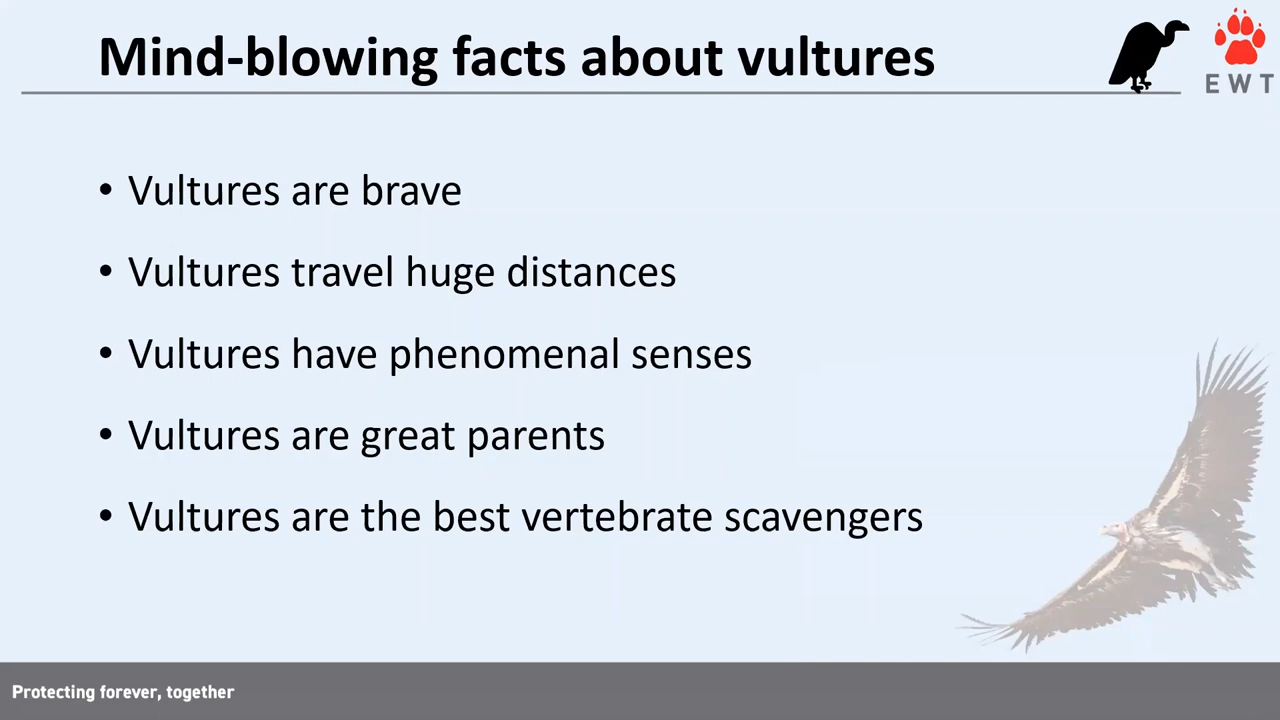 Mind-blowing facts about vultures
EWT
• Vultures are brave
• Vultures travel huge distances
• Vultures have phenomenal senses
• Vultures are great parents
• Vultures are the best vertebrate scavengers
Protecting forever, together